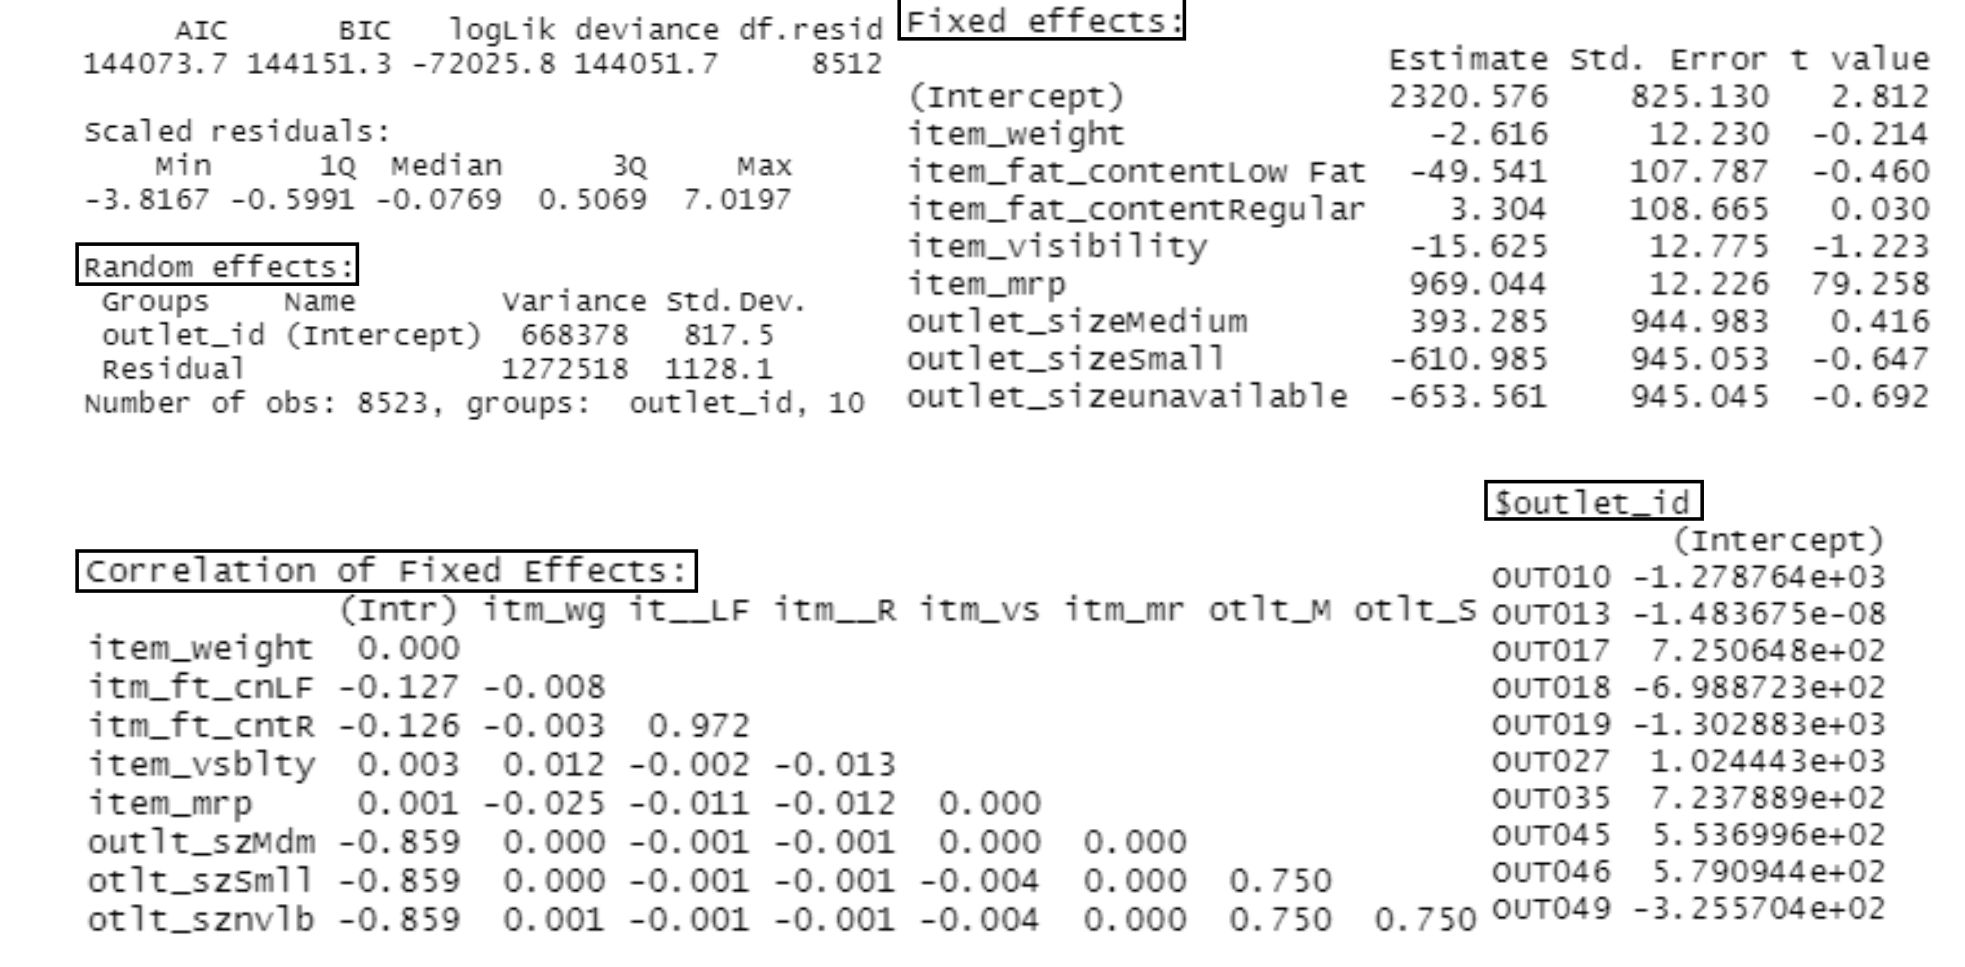 AIC BIC logLik deviance df.resid
144073.7 144151.3 -72025.8 144051.7 8512
Scaled residuals:
Min 1Q Median 3Q Max
-3.8167 -0.5991 -0.0769 0.5069 7.0197
Random effects:
Groups Name Variance Std.Dev.
outlet_id (Intercept) 668378 817.5
Residual 1272518 1128.1
Number of obs: 8523, groups: outlet_id, 10
Fixed effects:
Estimate Std. Error t value
(Intercept) 2320.576 825.130 2.812
item_weight -2.616 12.230 -0.214
item_fat_contentLow Fat -49.541 107.787 -0.460
item_fat_contentRegular 3.304 108.665 0.030
item_visibility -15.625 12.775 -1.223
item_mrp 969.044 12.226 79.258
outlet_sizeMedium 393.285 944.983 0.416
outlet_sizeSmall -610.985 945.053 -0.647
outlet_sizeunavailable -653.561 945.045 -0.692
Correlation of Fixed Effects:
(Intr) itm_wg it__LF itm__R itm_vs itm_mr otlt_M otlt_S
item_weight 0.000
itm_ft_cnLF -0.127 -0.008
itm_ft_cntR -0.126 -0.003 0.972
item_vsblty 0.003 0.012 -0.002 -0.013
item_mrp 0.001 -0.025 -0.011 -0.012 0.000
outlt_szMdm -0.859 0.000 -0.001 -0.001 0.000 0.000
otlt_szSmll -0.859 0.000 -0.001 -0.001 -0.004 0.000 0.750
otlt_sznvlb -0.859 0.001 -0.001 -0.001 -0.004 0.000 0.750 0.750
$outlet_id
(Intercept)
OUT010 -1.278764e+03
OUT013 -1.483675e-08
OUT017 7.250648e+02
OUT018 -6.988723e+02
OUT019 -1.302883e+03
OUT027 1.024443e+03
OUT035 7.237889e+02
OUT045 5.536996e+02
OUT046 5.790944e+02
OUT049 -3.255704e+02